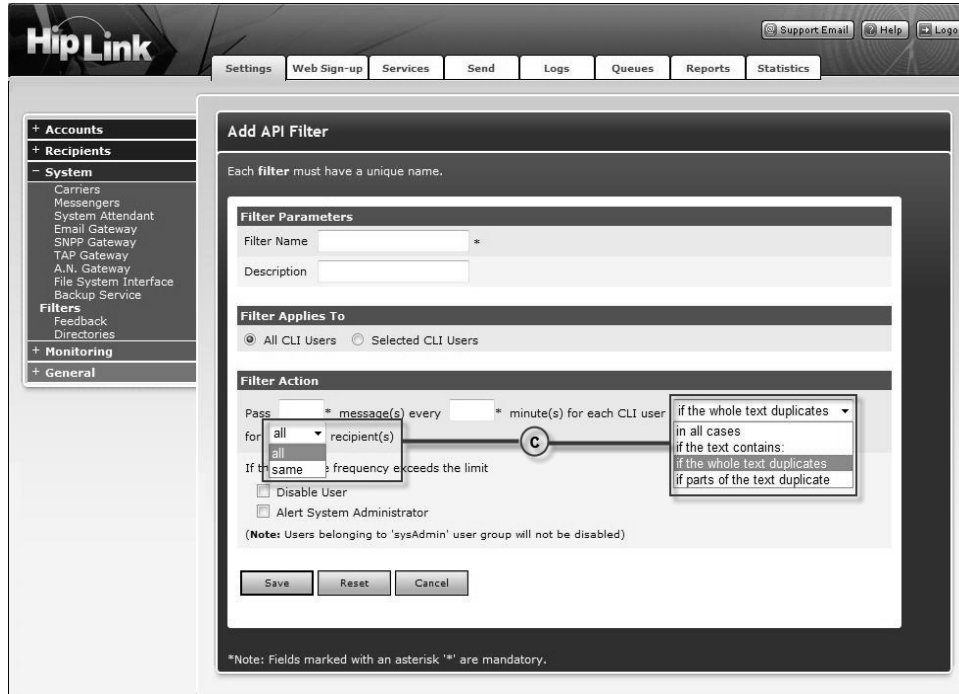 HipLink
Support Email Help Logo
Settings Web Sign-up Services Send Logs Queues Reports Statistics
+ Accounts
+ Recipients
− System
Carriers
Messengers
System Attendant
Email Gateway
SNPP Gateway
TAP Gateway
A.N. Gateway
File System Interface
Backup Service
Filters
Feedback
Directories
+ Monitoring
+ General
Add API Filter
Each filter must have a unique name.
Filter Parameters
Filter Name *
Description
Filter Applies To
All CLI Users Selected CLI Users
Filter Action
Pass * message(s) every * minute(s) for each CLI user if the whole text duplicates
for all recipient(s)
C
in all cases
if the text contains:
if the whole text duplicates
if parts of the text duplicate
all
same
If th e frequency exceeds the limit
Disable User
Alert System Administrator
(Note: Users belonging to 'sysAdmin' user group will not be disabled)
Save Reset Cancel
*Note: Fields marked with an asterisk '*' are mandatory.